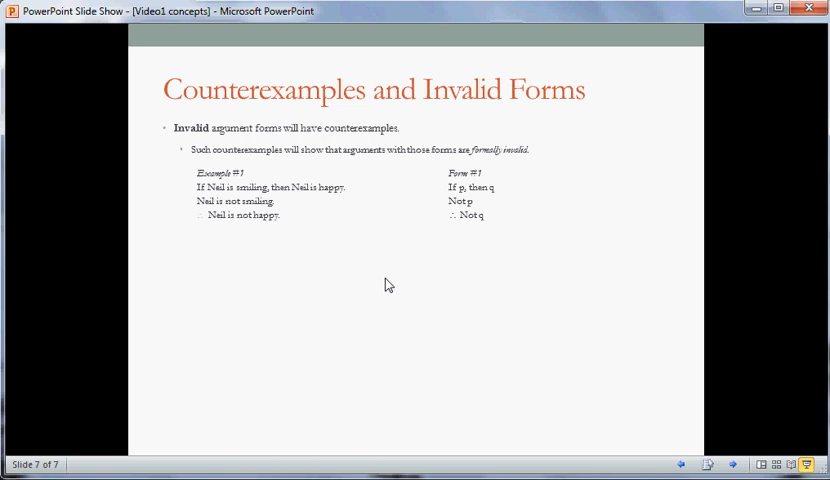 PowerPoint Slide Show - [Video1 concepts] - Microsoft PowerPoint
Counterexamples and Invalid Forms
• Invalid argument forms will have counterexamples.
• Such counterexamples will show that arguments with those forms are formally invalid.
Example #1
If Neil is smiling, then Neil is happy.
Neil is not smiling.
∴ Neil is not happy.
Form #1
If p, then q
Not p
∴ Not q
Slide 7 of 7